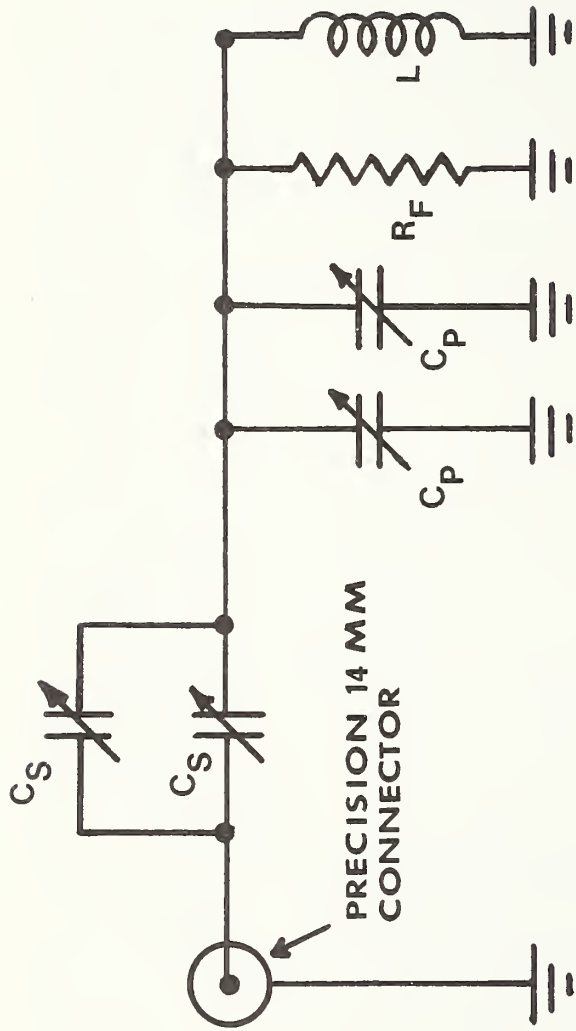 C_S
C_S
PRECISION 14 MM
CONNECTOR
C_P
C_P
R_F
L